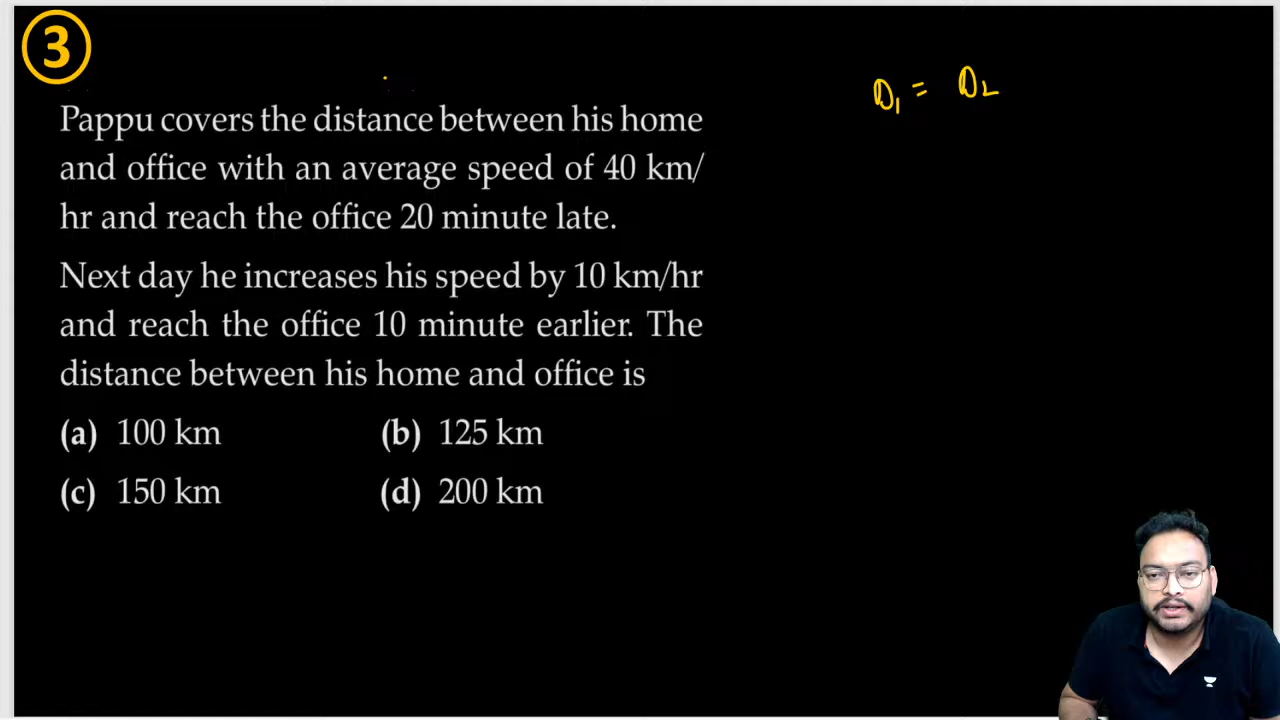 3
D₁ = D₂
Pappu covers the distance between his home
and office with an average speed of 40 km/
hr and reach the office 20 minute late.
Next day he increases his speed by 10 km/hr
and reach the office 10 minute earlier. The
distance between his home and office is
(a) 100 km (b) 125 km
(c) 150 km (d) 200 km